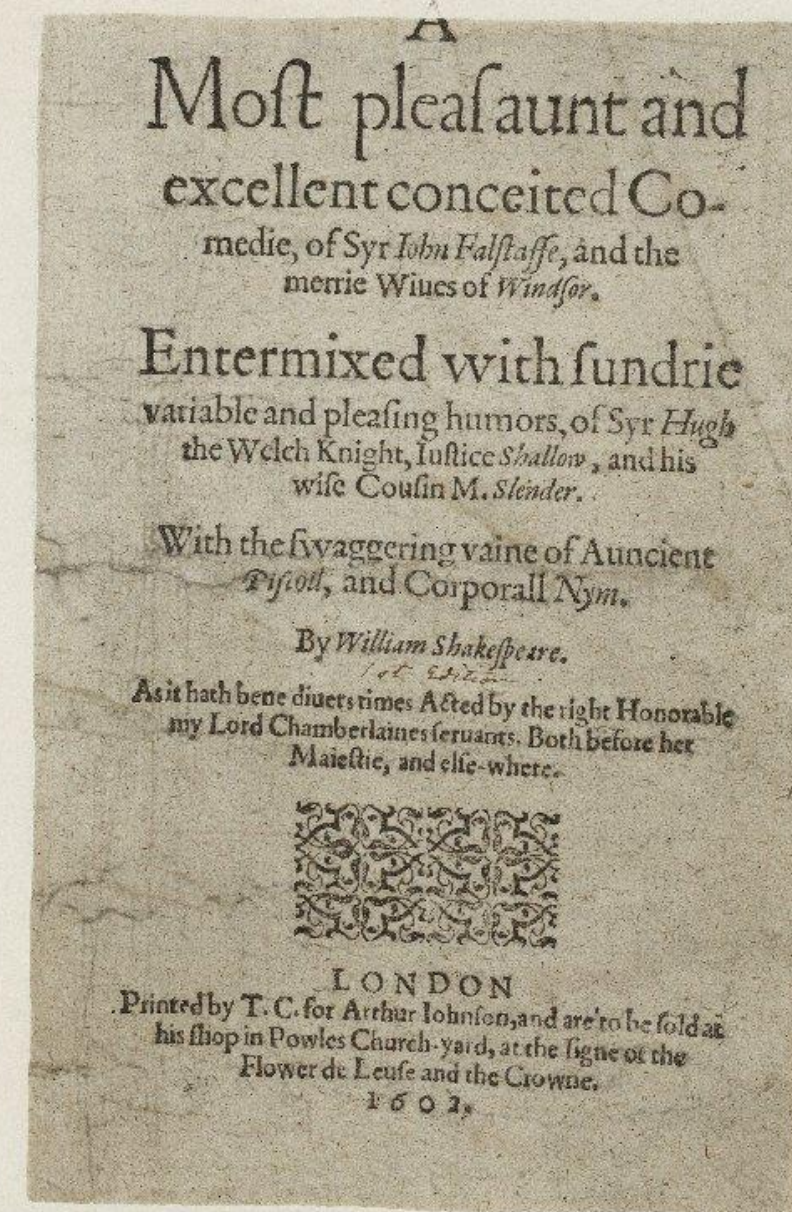 A
Moſt pleaſaunt and
excellent conceited Co-
medie, of Syr Iohn Falſtaffe, and the
merrie Wiues of Windſor.
Entermixed with ſundrie
variable and pleaſing humors, of Syr Hugh
the Welch Knight, Iuſtice Shallow, and his
wiſe Couſin M. Slender.
With the ſwaggering vaine of Auncient
Piſtoll, and Corporall Nym.
By William Shakeſpeare.
1st Edition
As it hath bene diuers times Acted by the right Honorable
my Lord Chamberlaines ſeruants. Both before her
Maieſtie, and elſe-where.
LONDON
Printed by T. C. for Arthur Iohnſon, and are to be ſold at
his ſhop in Powles Church-yard, at the ſigne of the
Flower de Leuſe and the Crowne.
1602.